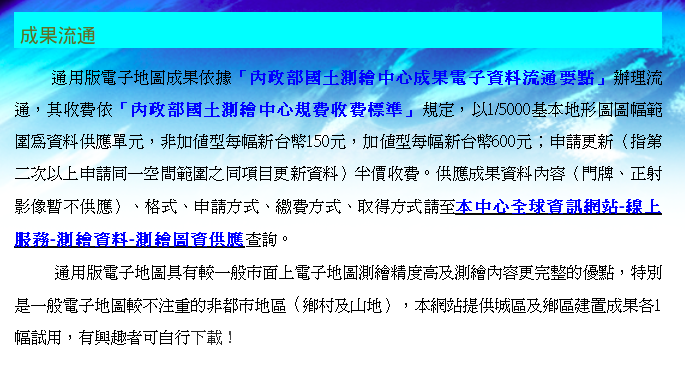 成果流通
通用版電子地圖成果依據「內政部國土測繪中心成果電子資料流通要點」辦理流
通，其收費依「內政部國土測繪中心規費收費標準」規定，以1/5000基本地形圖圖幅範
圍為資料供應單元，非加值型每幅新台幣150元，加值型每幅新台幣600元；申請更新（指第
二次以上申請同一空間範圍之同項目更新資料）半價收費。供應成果資料內容（門牌、正射
影像暫不供應）、格式、申請方式、繳費方式、取得方式請至本中心全球資訊網站-線上
服務-測繪資料-測繪圖資供應查詢。
通用版電子地圖具有較一般市面上電子地圖測繪精度高及測繪內容更完整的優點，特別
是一般電子地圖較不注重的非都市地區（鄉村及山地），本網站提供城區及鄉區建置成果各1
幅試用，有興趣者可自行下載！